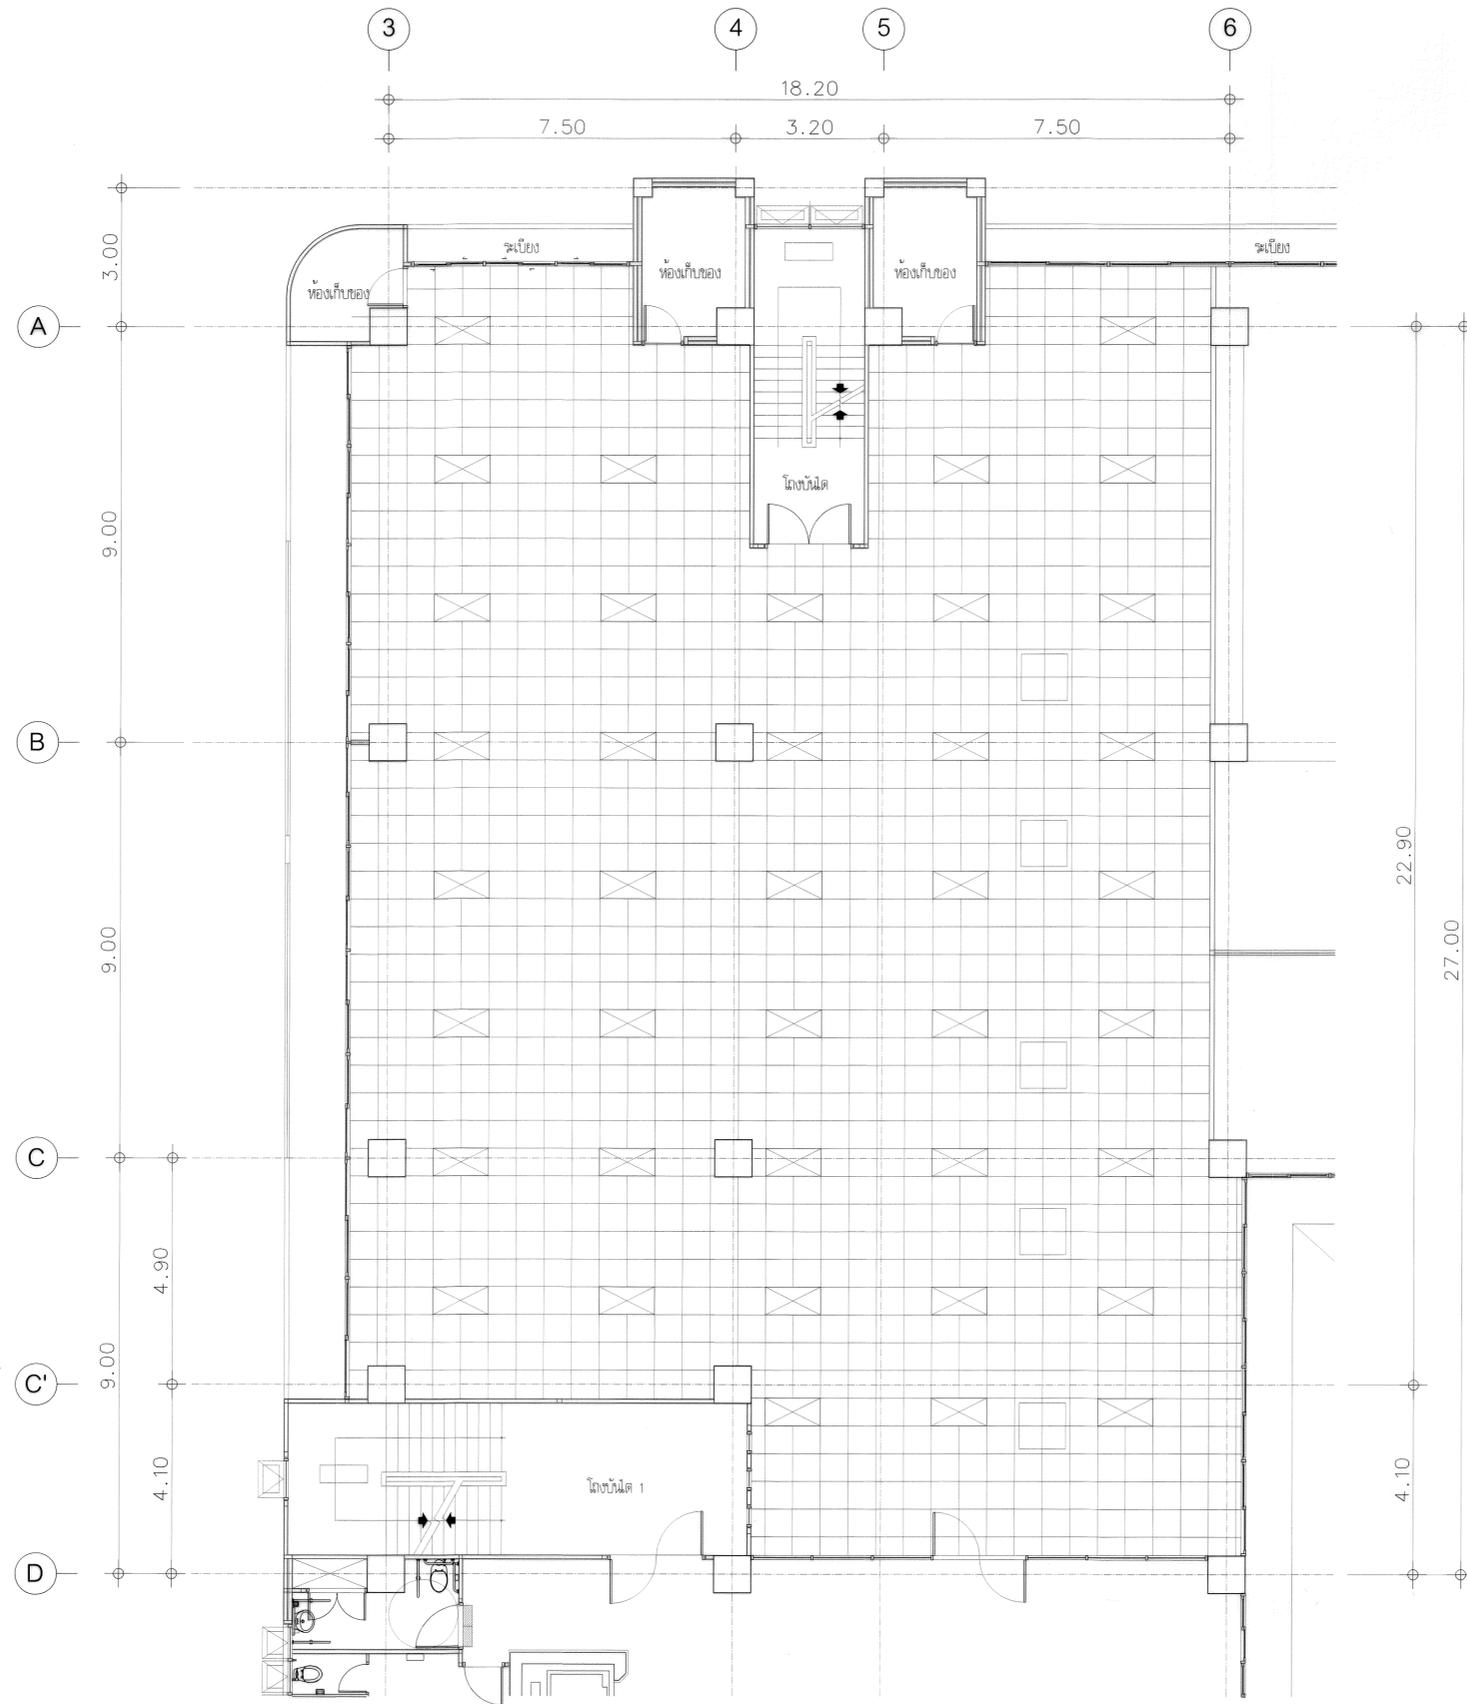 3 4 5 6
18.20
7.50 3.20 7.50
3.00
ระเบียง
ระเบียง
ห้องเก็บของ
ห้องเก็บของ
ห้องเก็บของ
A
โถงบันได
9.00
B
22.90
9.00
27.00
C
4.90
9.00
C'
4.10
โถงบันได 1
4.10
D